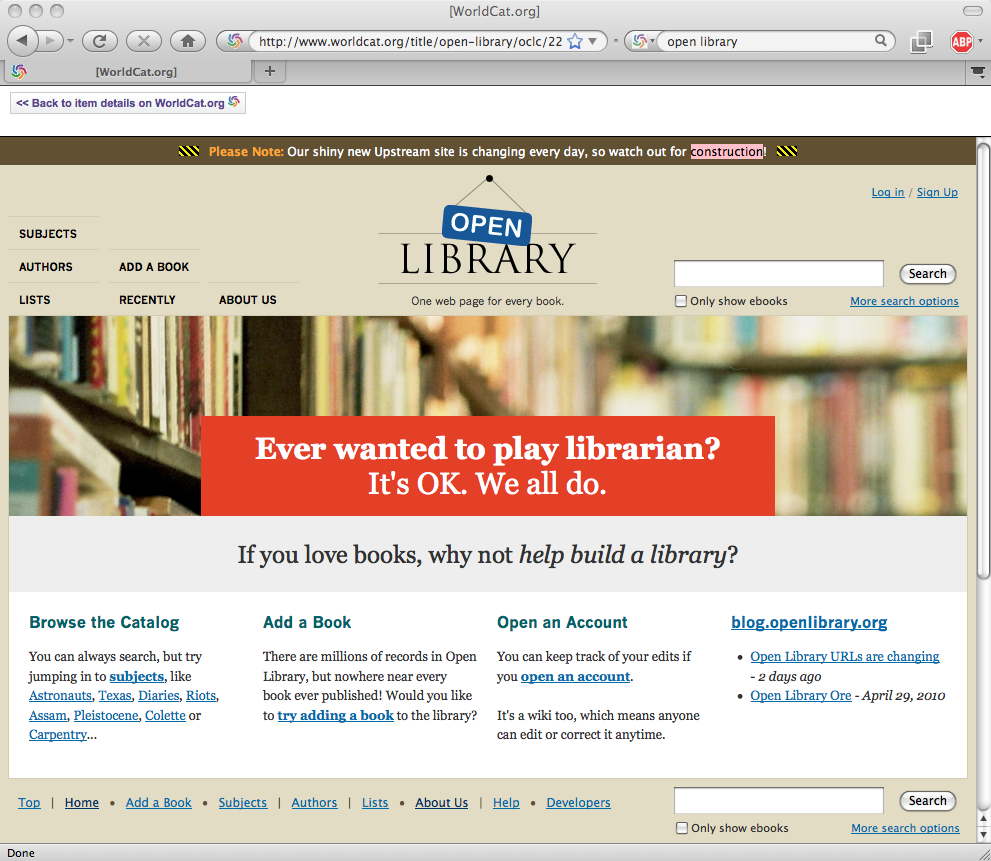 [WorldCat.org]
http://www.worldcat.org/title/open-library/oclc/22
open library
ABP
[WorldCat.org]
<< Back to item details on WorldCat.org
Please Note: Our shiny new Upstream site is changing every day, so watch out for construction!
Log in / Sign Up
OPEN
LIBRARY
One web page for every book.
SUBJECTS
AUTHORS ADD A BOOK
LISTS RECENTLY ABOUT US
Search
Only show ebooks More search options
Ever wanted to play librarian?
It's OK. We all do.
If you love books, why not help build a library?
Browse the Catalog
You can always search, but try
jumping in to subjects, like
Astronauts, Texas, Diaries, Riots,
Assam, Pleistocene, Colette or
Carpentry...
Add a Book
There are millions of records in Open
Library, but nowhere near every
book ever published! Would you like
to try adding a book to the library?
Open an Account
You can keep track of your edits if
you open an account.
It's a wiki too, which means anyone
can edit or correct it anytime.
blog.openlibrary.org
• Open Library URLs are changing
- 2 days ago
• Open Library Ore - April 29, 2010
Top | Home • Add a Book • Subjects | Authors | Lists • About Us | Help • Developers
Search
Only show ebooks More search options
Done